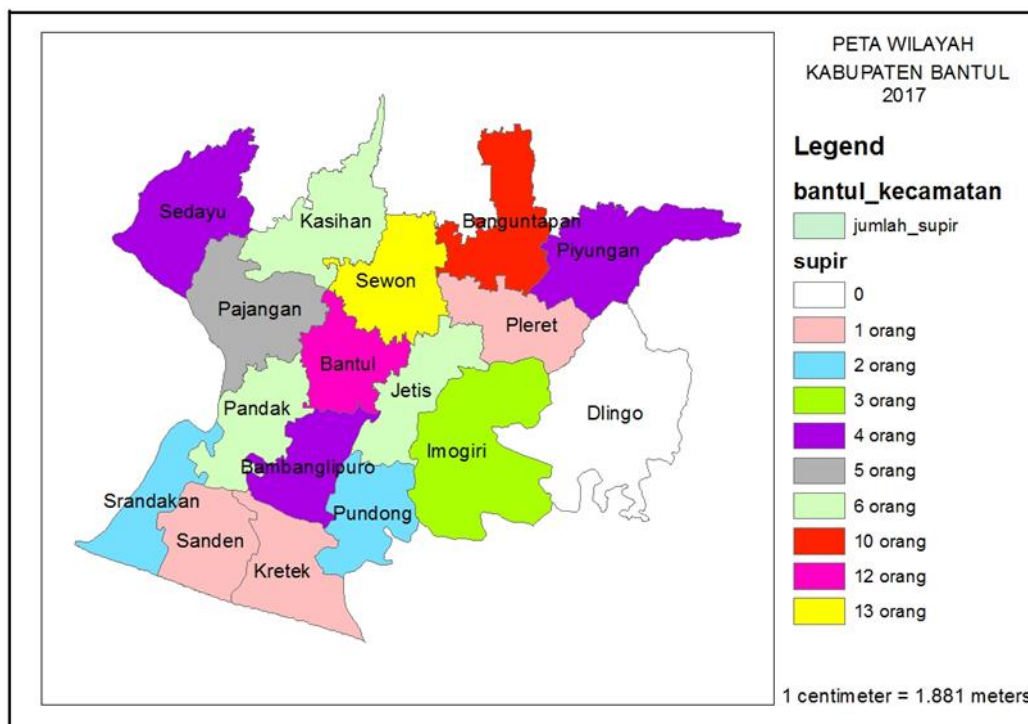 PETA WILAYAH
KABUPATEN BANTUL
2017
Legend
bantul_kecamatan
jumlah_supir
supir
0
1 orang
2 orang
3 orang
4 orang
5 orang
6 orang
10 orang
12 orang
13 orang
1 centimeter = 1.881 meters
Sedayu
Kasihan
Banguntapan
Piyungan
Sewon
Pajangan
Pleret
Bantul
Jetis
Pandak
Dlingo
Imogiri
Bambanglipuro
Srandakan
Pundong
Sanden
Kretek